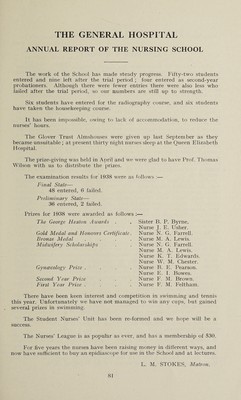 THE GENERAL HOSPITAL
ANNUAL REPORT OF THE NURSING SCHOOL
The work of the School has made steady progress. Fifty-two students
entered and nine left after the trial period; four entered as second-year
probationers. Although there were fewer entries there were also less who
failed after the trial period, so our numbers are still up to strength.
Six students have entered for the radiography course, and six students
have taken the housekeeping course.
It has been impossible, owing to lack of accommodation, to reduce the
nurses' hours.
The Glover Trust Almshouses were given up last September as they
became unsuitable; at present thirty night nurses sleep at the Queen Elizabeth
Hospital.
The prize-giving was held in April and we were glad to have Prof. Thomas
Wilson with us to distribute the prizes.
The examination results for 1938 were as follows :—
Final State—
48 entered, 6 failed.
Preliminary State—
36 entered, 2 failed.
Prizes for 1938 were awarded as follows :—
The George Heaton Awards . . Sister B. P. Byrne.
Nurse J. E. Usher.
Gold Medal and Honours Certificate. Nurse N. G. Farrell.
Bronze Medal . . Nurse M. A. Lewis.
Midwifery Scholarships . . Nurse N. G. Farrell.
Nurse M. A. Lewis.
Nurse K. T. Edwards.
Nurse W. M. Chester.
Gynæcology Prize . . Nurse B. E. Pearson.
Nurse E. I. Bowen.
Second Year Prize . . Nurse F. M. Brown.
First Year Prize . . Nurse F. M. Feltham.
There have been interest and competition in swimming and tennis
this year. Unfortunately we have not managed to win any cups, but gained
several prizes in swimming.
The Student Nurses' Unit has been re-formed and we hope will be a
success.
The Nurses' League is as popular as ever, and has a membership of 530.
For five years the nurses have been raising money in different ways, and
now have sufficient to buy an epidiascope for use in the School and at lectures.
L. M. STOKES, Matron.
81